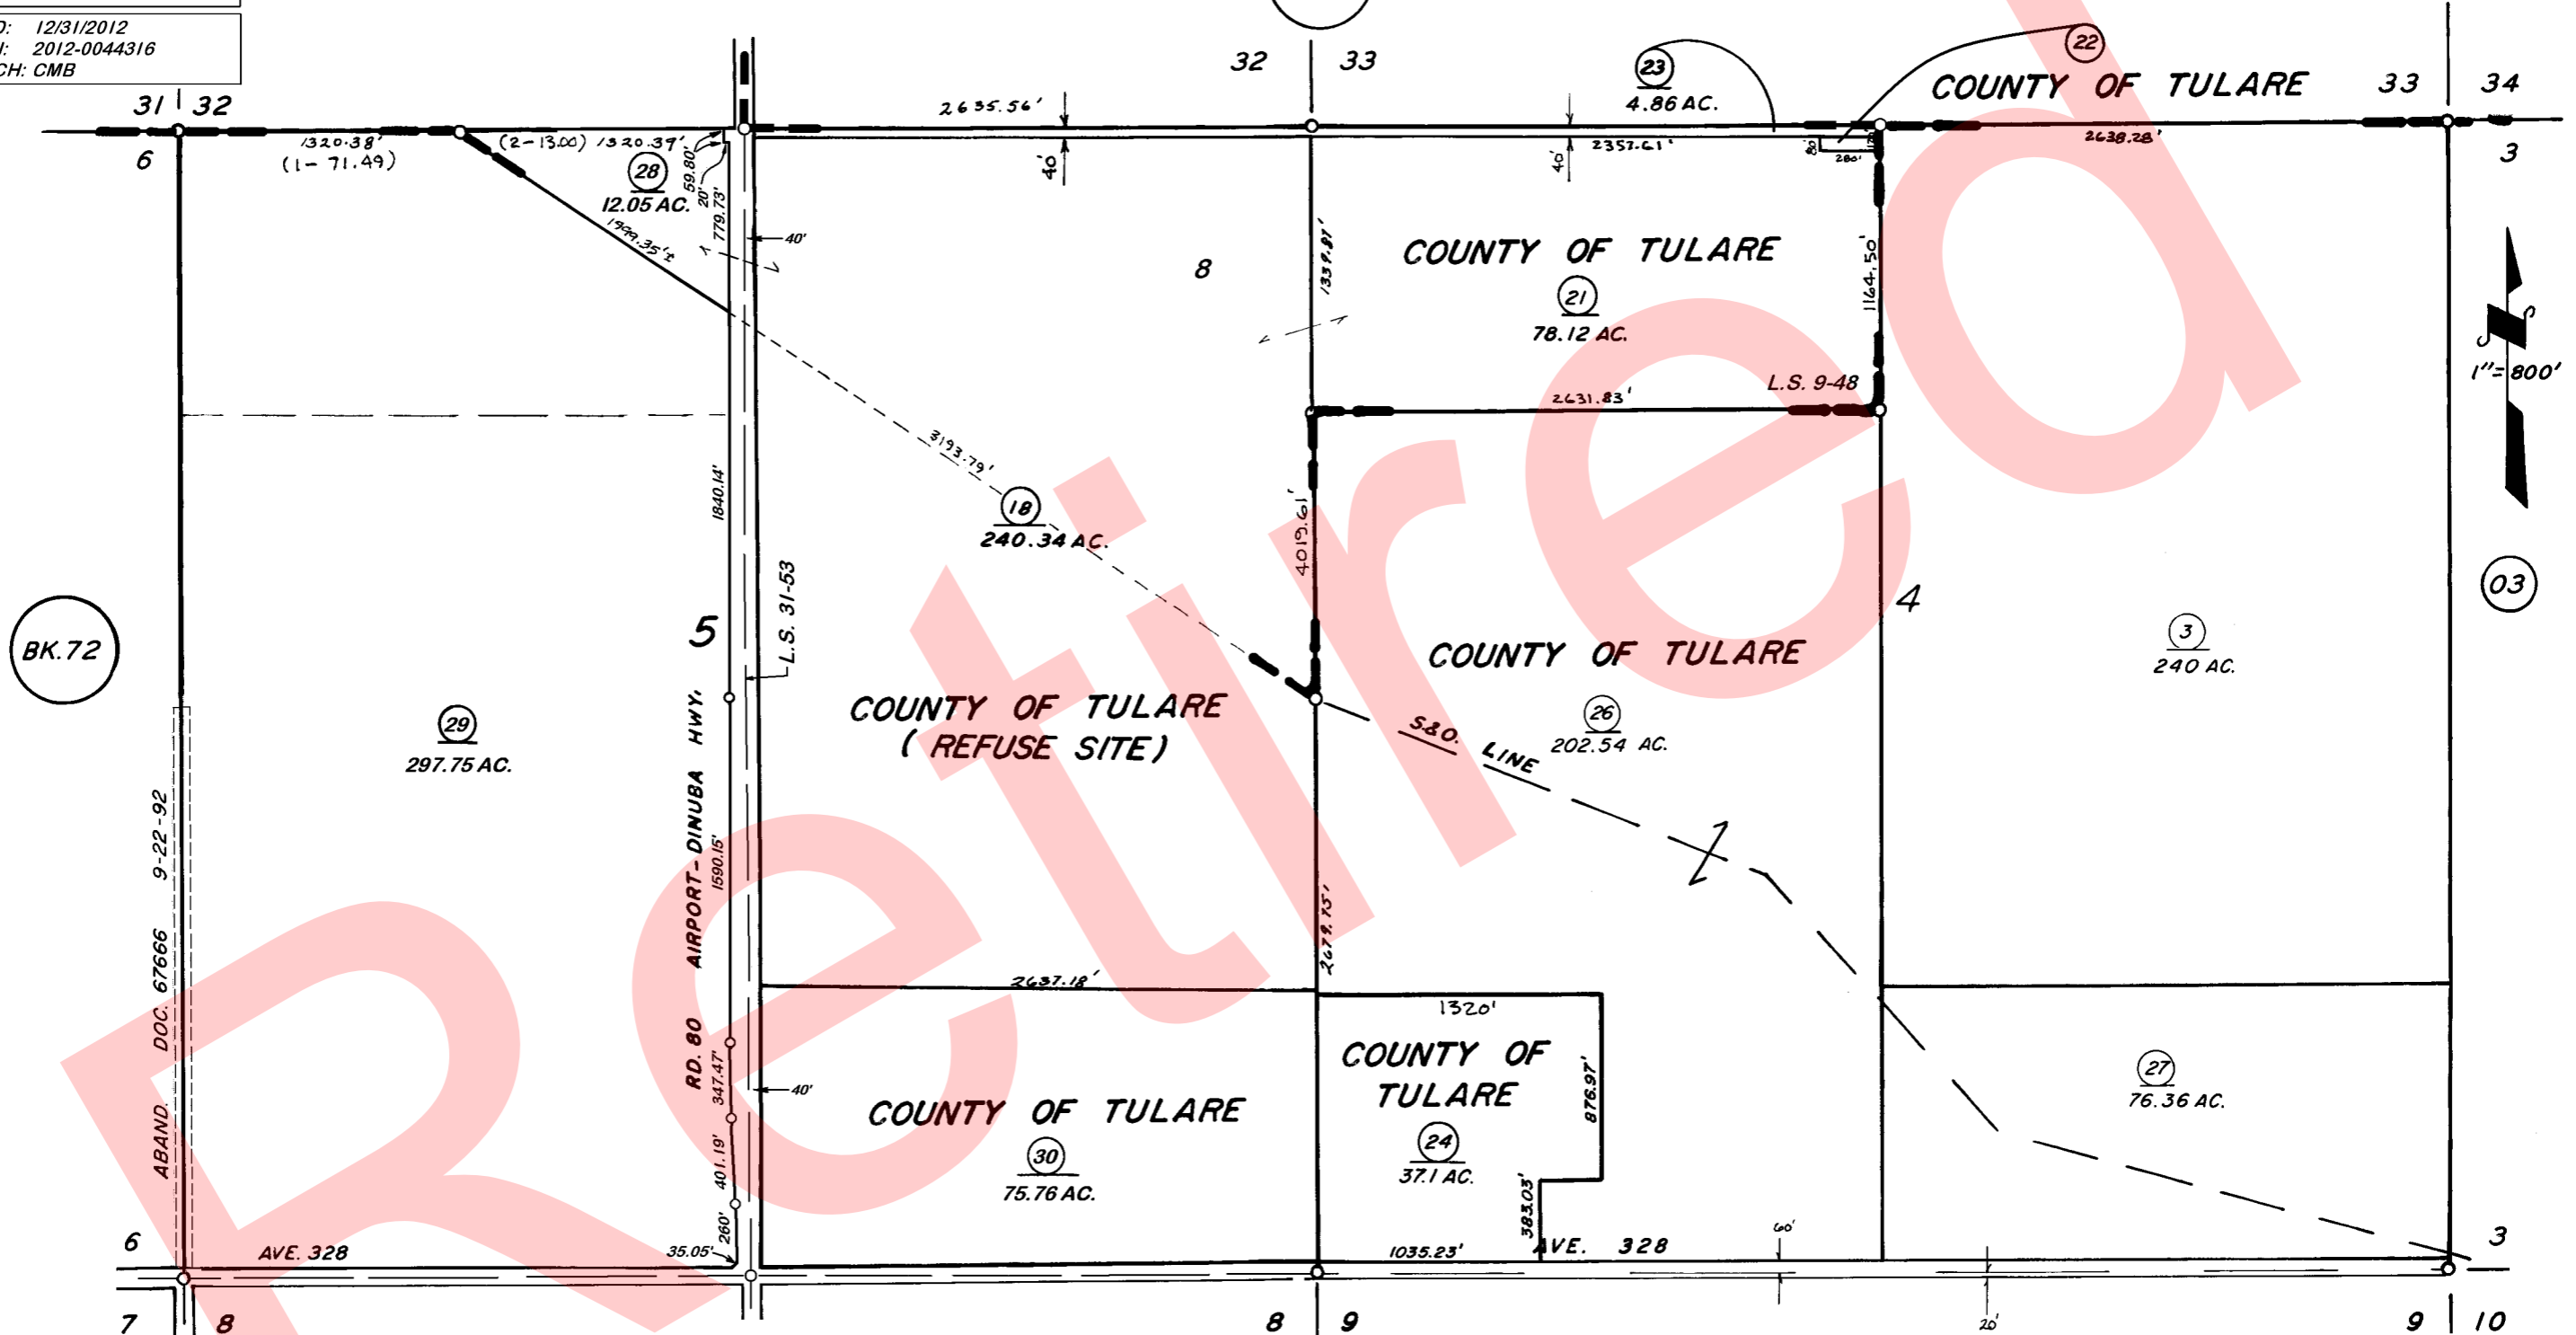 D: 12/31/2012
2012-0044316
CH: CMB
31 32
32 33
33 34
23
4.86 AC.
22
COUNTY OF TULARE
2635.56'
1320.38'
(1-71.49)
(2-13.00) 1320.39'
2357.61'
2638.28'
6
3
28
12.05 AC.
59.80'
20'
779.73'
40'
40'
40'
80'
280'
1999.35'±
8
1339.87'
COUNTY OF TULARE
21
78.12 AC.
1164.50'
L.S. 9-48
2631.83'
1"=800'
3193.79'
1840.14'
18
240.34 AC.
4019.61'
L.S. 31-53
03
BK. 72
5
4
3
240 AC.
COUNTY OF TULARE
(REFUSE SITE)
COUNTY OF TULARE
26
202.54 AC.
S.&O. LINE
29
297.75 AC.
ABAND. DOC. 67666 9-22-92
RD. 80 AIRPORT-DINUBA HWY.
1590.15'
2679.75'
2637.18'
1320'
347.47'
40'
401.19'
260'
35.05'
COUNTY OF TULARE
30
75.76 AC.
COUNTY OF
TULARE
24
37.1 AC.
876.97'
383.03'
27
76.36 AC.
6
AVE. 328
1035.23'
AVE. 328
60'
20'
3
7 8
8 9
9 10
Retired